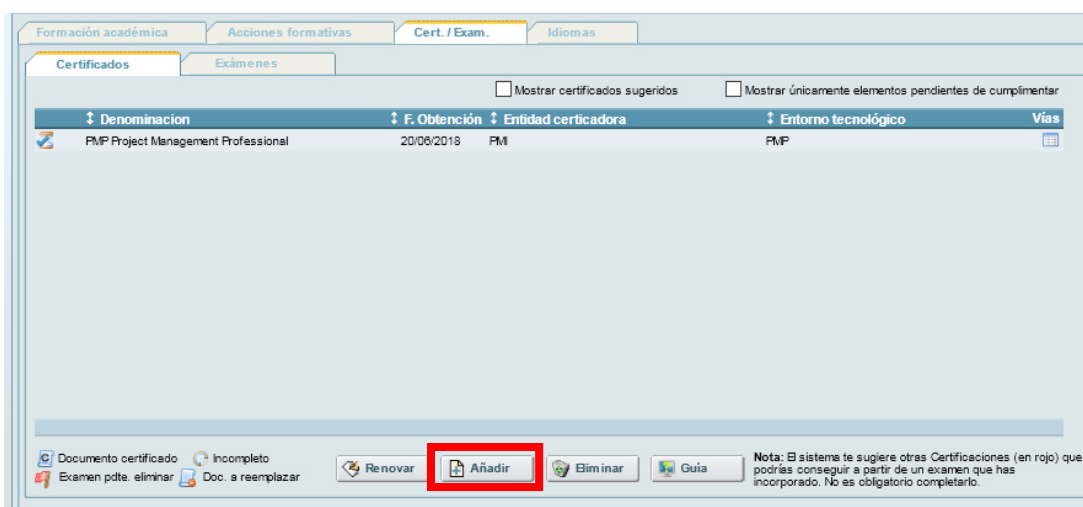 Formación académica Acciones formativas Cert. / Exam. Idiomas
Certificados Exámenes
Mostrar certificados sugeridos Mostrar únicamente elementos pendientes de cumplimentar
Denominacion F. Obtención Entidad certicadora Entorno tecnológico Vías
PMP Project Management Professional 20/06/2018 PMI PMP
C Documento certificado Incompleto
Examen pdte. eliminar Doc. a reemplazar
Renovar Añadir Eliminar Guía
Nota: El sistema te sugiere otras Certificaciones (en rojo) que
podrías conseguir a partir de un examen que has
incorporado. No es obligatorio completarlo.